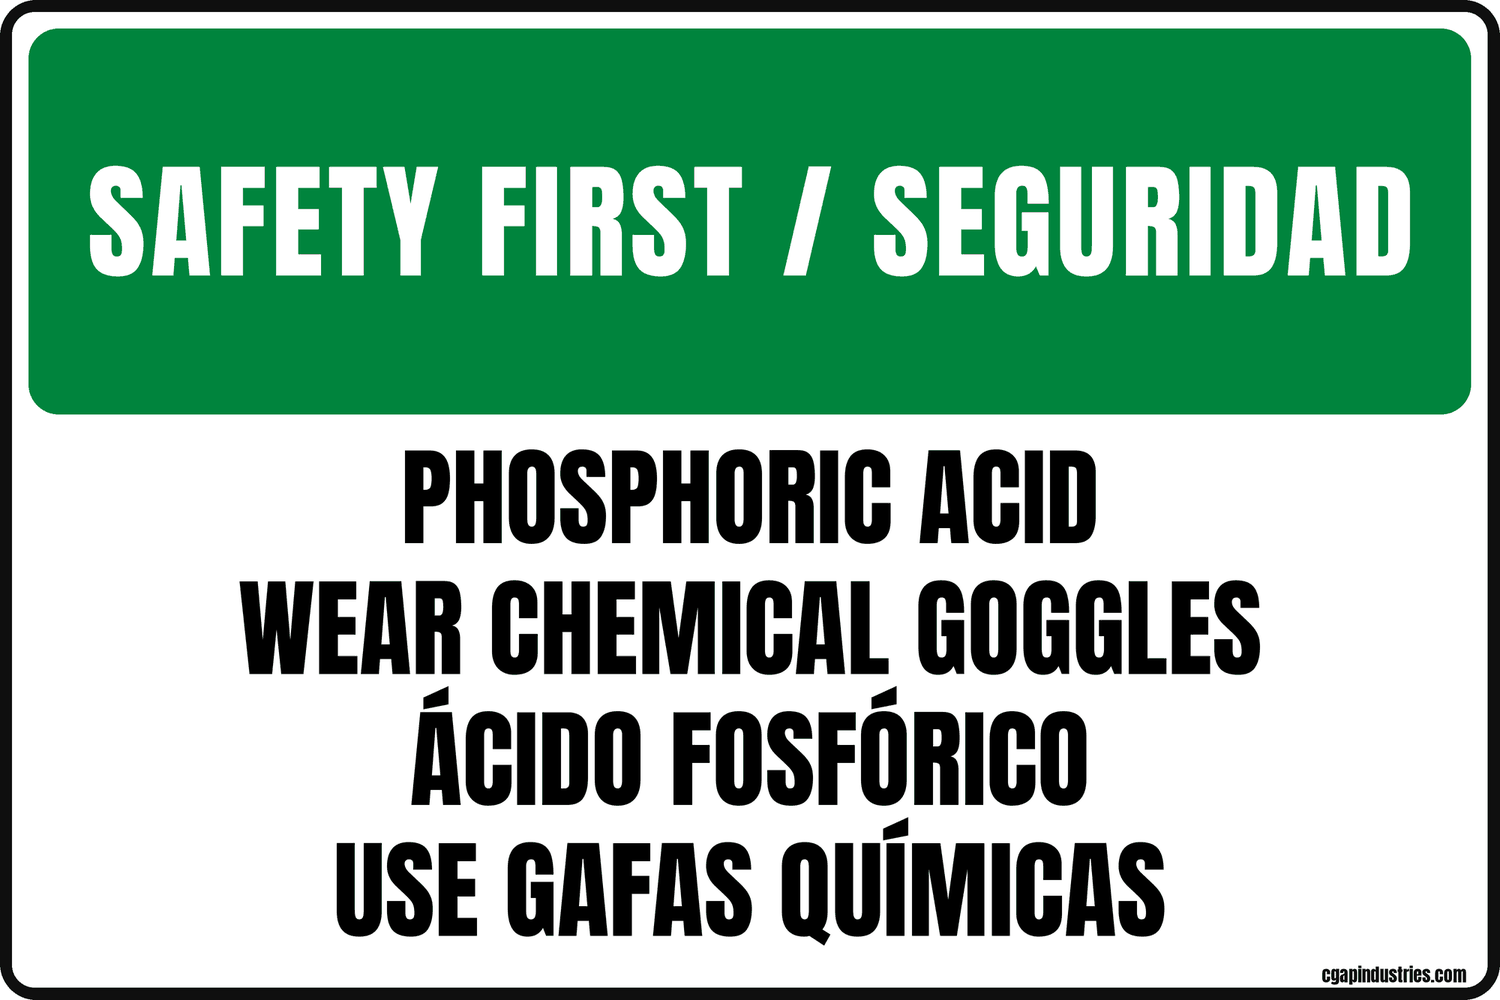 SAFETY FIRST / SEGURIDAD
PHOSPHORIC ACID
WEAR CHEMICAL GOGGLES
ÁCIDO FOSFÓRICO
USE GAFAS QUÍMICAS
cgapindustries.com